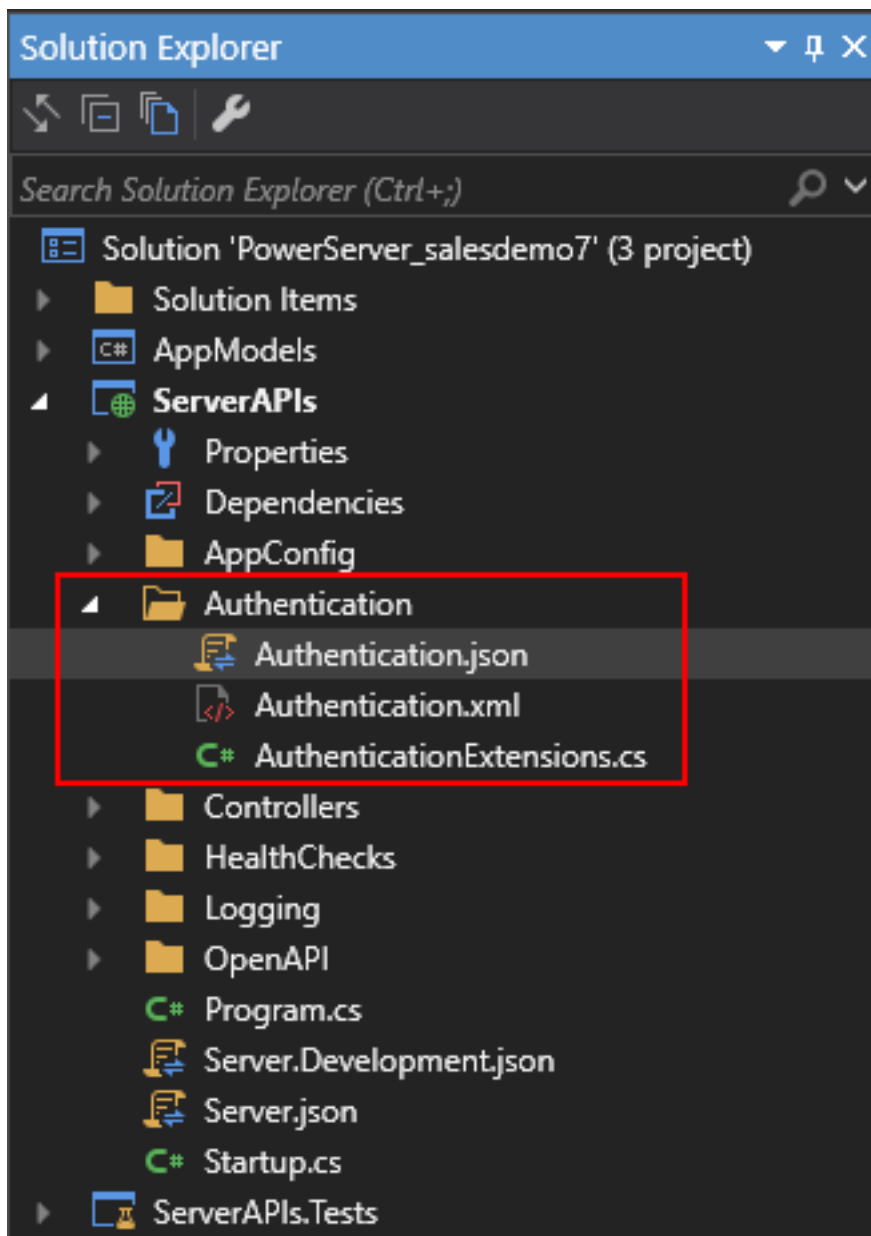 Solution Explorer
Search Solution Explorer (Ctrl+;)
Solution 'PowerServer_salesdemo7' (3 project)
Solution Items
C# AppModels
ServerAPIs
Properties
Dependencies
AppConfig
Authentication
Authentication.json
Authentication.xml
C# AuthenticationExtensions.cs
Controllers
HealthChecks
Logging
OpenAPI
C# Program.cs
Server.Development.json
Server.json
C# Startup.cs
ServerAPIs.Tests